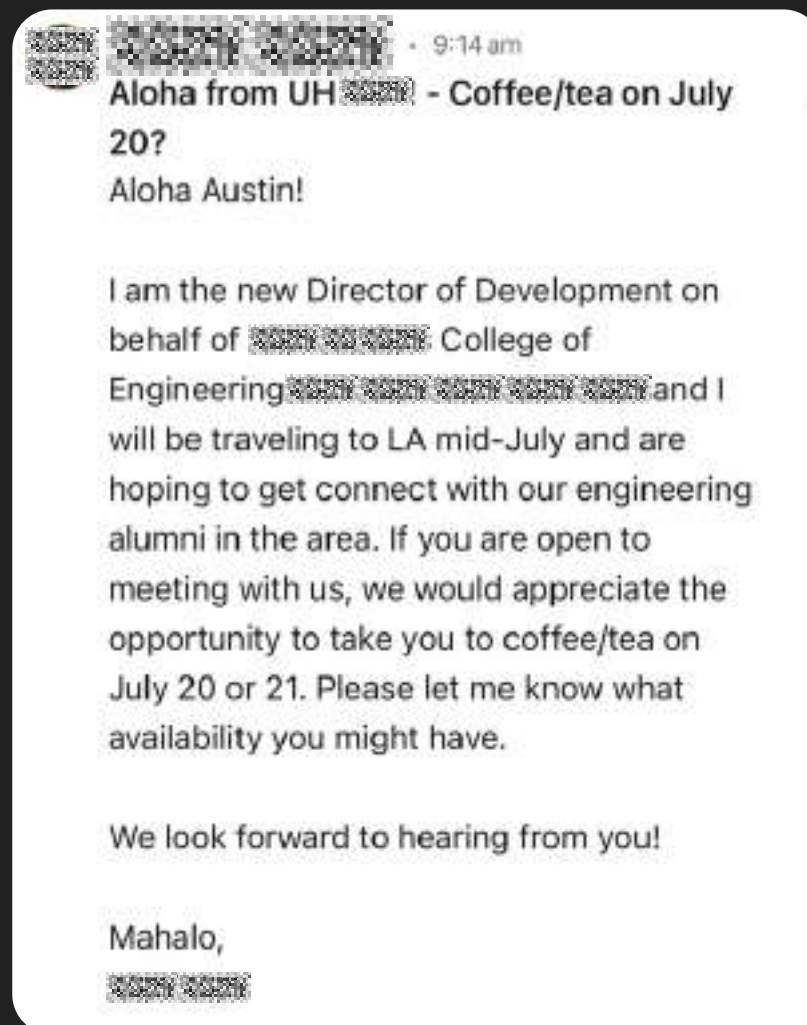 · 9:14 am
Aloha from UH - Coffee/tea on July
20?
Aloha Austin!
I am the new Director of Development on
behalf of College of
Engineering and I
will be traveling to LA mid-July and are
hoping to get connect with our engineering
alumni in the area. If you are open to
meeting with us, we would appreciate the
opportunity to take you to coffee/tea on
July 20 or 21. Please let me know what
availability you might have.
We look forward to hearing from you!
Mahalo,